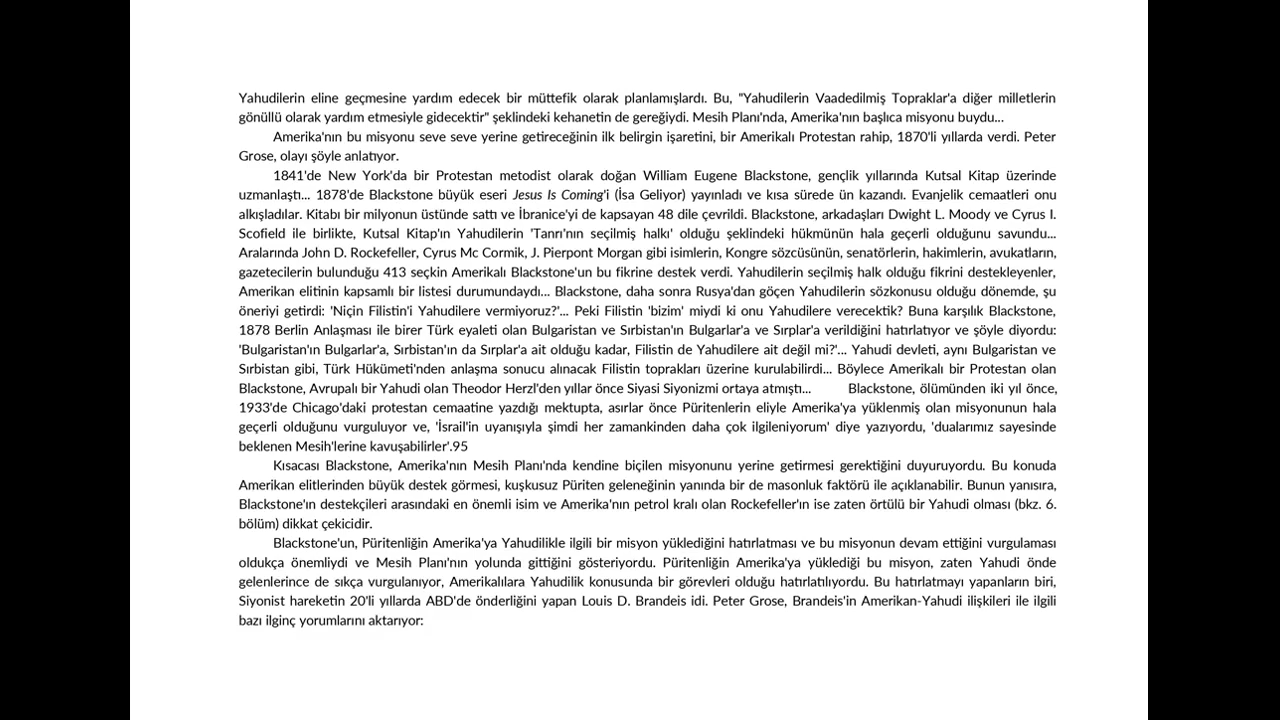 Yahudilerin eline geçmesine yardım edecek bir müttefik olarak planlamışlardı. Bu, "Yahudilerin Vaadedilmiş Topraklar'a diğer milletlerin
gönüllü olarak yardım etmesiyle gidecektir" şeklindeki kehanetin de gereğiydi. Mesih Planı'nda, Amerika'nın başlıca misyonu buydu...
Amerika'nın bu misyonu seve seve yerine getireceğinin ilk belirgin işaretini, bir Amerikalı Protestan rahip, 1870'li yıllarda verdi. Peter
Grose, olayı şöyle anlatıyor.
1841'de New York'da bir Protestan metodist olarak doğan William Eugene Blackstone, gençlik yıllarında Kutsal Kitap üzerinde
uzmanlaştı... 1878'de Blackstone büyük eseri Jesus Is Coming'i (İsa Geliyor) yayınladı ve kısa sürede ün kazandı. Evanjelik cemaatleri onu
alkışladılar. Kitabı bir milyonun üstünde sattı ve İbranice'yi de kapsayan 48 dile çevrildi. Blackstone, arkadaşları Dwight L. Moody ve Cyrus I.
Scofield ile birlikte, Kutsal Kitap'ın Yahudilerin 'Tanrı'nın seçilmiş halkı' olduğu şeklindeki hükmünün hala geçerli olduğunu savundu...
Aralarında John D. Rockefeller, Cyrus Mc Cormik, J. Pierpont Morgan gibi isimlerin, Kongre sözcüsünün, senatörlerin, hakimlerin, avukatların,
gazetecilerin bulunduğu 413 seçkin Amerikalı Blackstone'un bu fikrine destek verdi. Yahudilerin seçilmiş halk olduğu fikrini destekleyenler,
Amerikan elitinin kapsamlı bir listesi durumundaydı... Blackstone, daha sonra Rusya'dan göçen Yahudilerin sözkonusu olduğu dönemde, şu
öneriyi getirdi: 'Niçin Filistin'i Yahudilere vermiyoruz?'... Peki Filistin 'bizim' miydi ki onu Yahudilere verecektik? Buna karşılık Blackstone,
1878 Berlin Anlaşması ile birer Türk eyaleti olan Bulgaristan ve Sırbistan'ın Bulgarlar'a ve Sırplar'a verildiğini hatırlatıyor ve şöyle diyordu:
'Bulgaristan'ın Bulgarlar'a, Sırbistan'ın da Sırplar'a ait olduğu kadar, Filistin de Yahudilere ait değil mi?'... Yahudi devleti, aynı Bulgaristan ve
Sırbistan gibi, Türk Hükümeti'nden anlaşma sonucu alınacak Filistin toprakları üzerine kurulabilirdi... Böylece Amerikalı bir Protestan olan
Blackstone, Avrupalı bir Yahudi olan Theodor Herzl'den yıllar önce Siyasi Siyonizmi ortaya atmıştı... Blackstone, ölümünden iki yıl önce,
1933'de Chicago'daki protestan cemaatine yazdığı mektupta, asırlar önce Püritenlerin eliyle Amerika'ya yüklenmiş olan misyonunun hala
geçerli olduğunu vurguluyor ve, 'İsrail'in uyanışıyla şimdi her zamankinden daha çok ilgileniyorum' diye yazıyordu, 'dualarımız sayesinde
beklenen Mesih'lerine kavuşabilirler'.95
Kısacası Blackstone, Amerika'nın Mesih Planı'nda kendine biçilen misyonunu yerine getirmesi gerektiğini duyuruyordu. Bu konuda
Amerikan elitlerinden büyük destek görmesi, kuşkusuz Püriten geleneğinin yanında bir de masonluk faktörü ile açıklanabilir. Bunun yanısıra,
Blackstone'ın destekçileri arasındaki en önemli isim ve Amerika'nın petrol kralı olan Rockefeller'ın ise zaten örtülü bir Yahudi olması (bkz. 6.
bölüm) dikkat çekicidir.
Blackstone'un, Püritenliğin Amerika'ya Yahudilikle ilgili bir misyon yüklediğini hatırlatması ve bu misyonun devam ettiğini vurgulaması
oldukça önemliydi ve Mesih Planı'nın yolunda gittiğini gösteriyordu. Püritenliğin Amerika'ya yüklediği bu misyon, zaten Yahudi önde
gelenlerince de sıkça vurgulanıyor, Amerikalılara Yahudilik konusunda bir görevleri olduğu hatırlatılıyordu. Bu hatırlatmayı yapanların biri,
Siyonist hareketin 20'li yıllarda ABD'de önderliğini yapan Louis D. Brandeis idi. Peter Grose, Brandeis'in Amerikan-Yahudi ilişkileri ile ilgili
bazı ilginç yorumlarını aktarıyor: